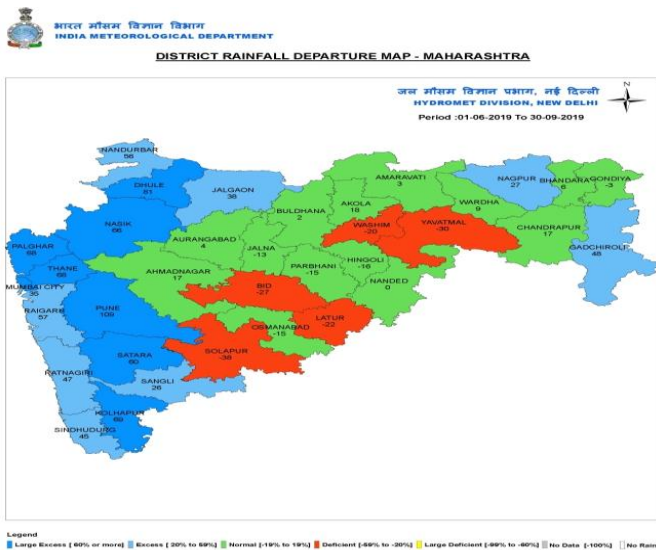 भारत मौसम विज्ञान विभाग
INDIA METEOROLOGICAL DEPARTMENT
DISTRICT RAINFALL DEPARTURE MAP - MAHARASHTRA
जल मौसम विज्ञान प्रभाग, नई दिल्ली
HYDROMET DIVISION, NEW DELHI
Period :01-06-2019 To 30-09-2019
N
NANDURBAR
56
DHULE
81
JALGAON
38
NASIK
66
BULDHANA
2
AKOLA
18
AMARAVATI
3
WARDHA
9
NAGPUR
27
BHANDARA
6
GONDIYA
-3
WASHIM
-20
YAVATMAL
-30
CHANDRAPUR
17
GADCHIROLI
48
AURANGABAD
4
JALNA
-13
PARBHANI
-15
HINGOLI
-16
NANDED
0
PALGHAR
68
THANE
68
MUMBAI CITY
35
RAIGARH
57
AHMADNAGAR
17
BID
-27
PUNE
109
LATUR
-22
OSMANABAD
-15
SOLAPUR
-38
SATARA
60
RATNAGIRI
47
SANGLI
26
KOLHAPUR
69
SINDHUDURG
45
Legend
Large Excess [ 60% or more] Excess [ 20% to 59%] Normal [-19% to 19%] Deficient [-59% to -20%] Large Deficient [-99% to -60%] No Data [-100%] No Rain